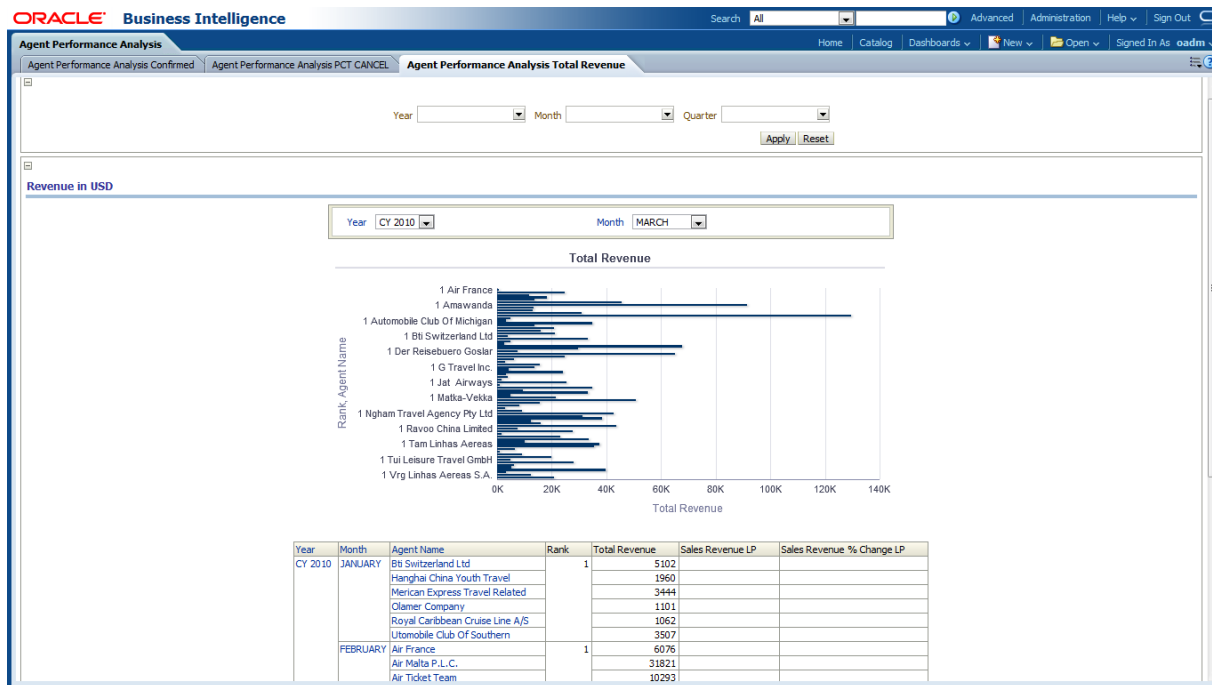 ORACLE Business Intelligence Search All Advanced Administration Help Sign Out
Agent Performance Analysis Home Catalog Dashboards New Open Signed In As oadm
Agent Performance Analysis Confirmed Agent Performance Analysis PCT CANCEL Agent Performance Analysis Total Revenue
Year Month Quarter
Apply Reset
Revenue in USD
Year CY 2010 Month MARCH
Total Revenue
Rank, Agent Name
1 Air France
1 Amawanda
1 Automobile Club Of Michigan
1 Bti Switzerland Ltd
1 Der Reisebuero Goslar
1 G Travel Inc.
1 Jat Airways
1 Matka-Vekka
1 Ngham Travel Agency Pty Ltd
1 Ravoo China Limited
1 Tam Linhas Aereas
1 Tui Leisure Travel GmbH
1 Vrg Linhas Aereas S.A.
0K 20K 40K 60K 80K 100K 120K 140K
Total Revenue
Year Month Agent Name Rank Total Revenue Sales Revenue LP Sales Revenue % Change LP
CY 2010 JANUARY Bti Switzerland Ltd 1 5102
Hanghai China Youth Travel 1960
Merican Express Travel Related 3444
Olamer Company 1101
Royal Caribbean Cruise Line A/S 1062
Utomobile Club Of Southern 3507
FEBRUARY Air France 1 6076
Air Malta P.L.C. 31821
Air Ticket Team 10293